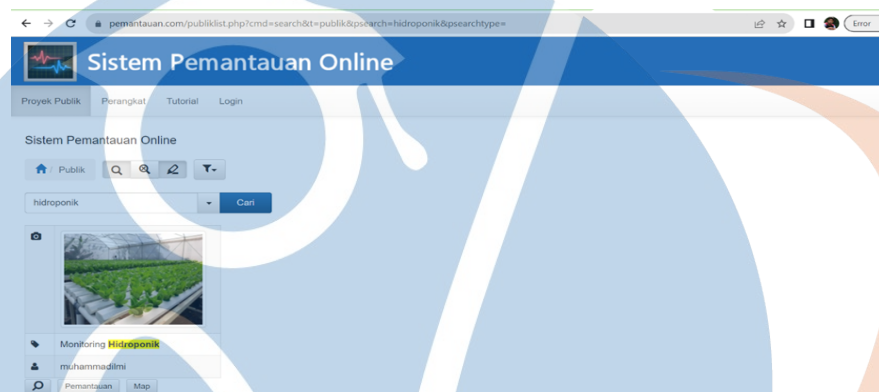 pemantauan.com/publiklist.php?cmd=search&t=publik&psearch=hidroponik&psearchtype=
Error
Sistem Pemantauan Online
Proyek Publik Perangkat Tutorial Login
Sistem Pemantauan Online
/ Publik
hidroponik Cari
Monitoring Hidroponik
muhammadilmi
Pemantauan Map